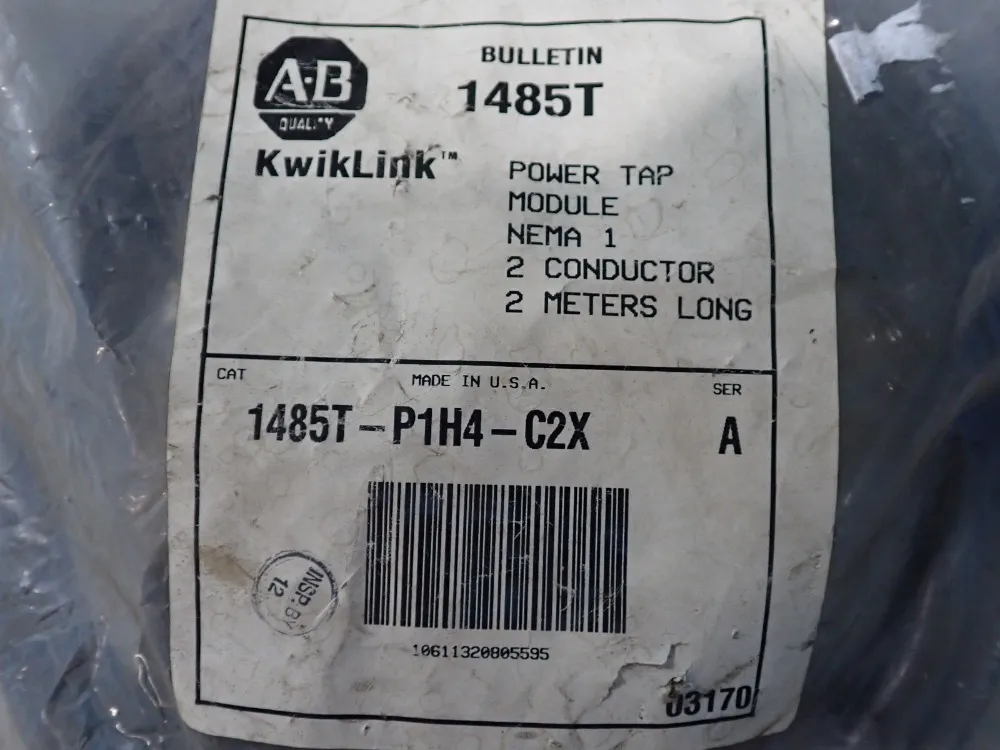 A·B
QUALITY
KwikLink™
BULLETIN
1485T
POWER TAP
MODULE
NEMA 1
2 CONDUCTOR
2 METERS LONG
CAT
MADE IN U.S.A.
SER
1485T-P1H4-C2X
A
INSP. BY
12
10611320805595
03170